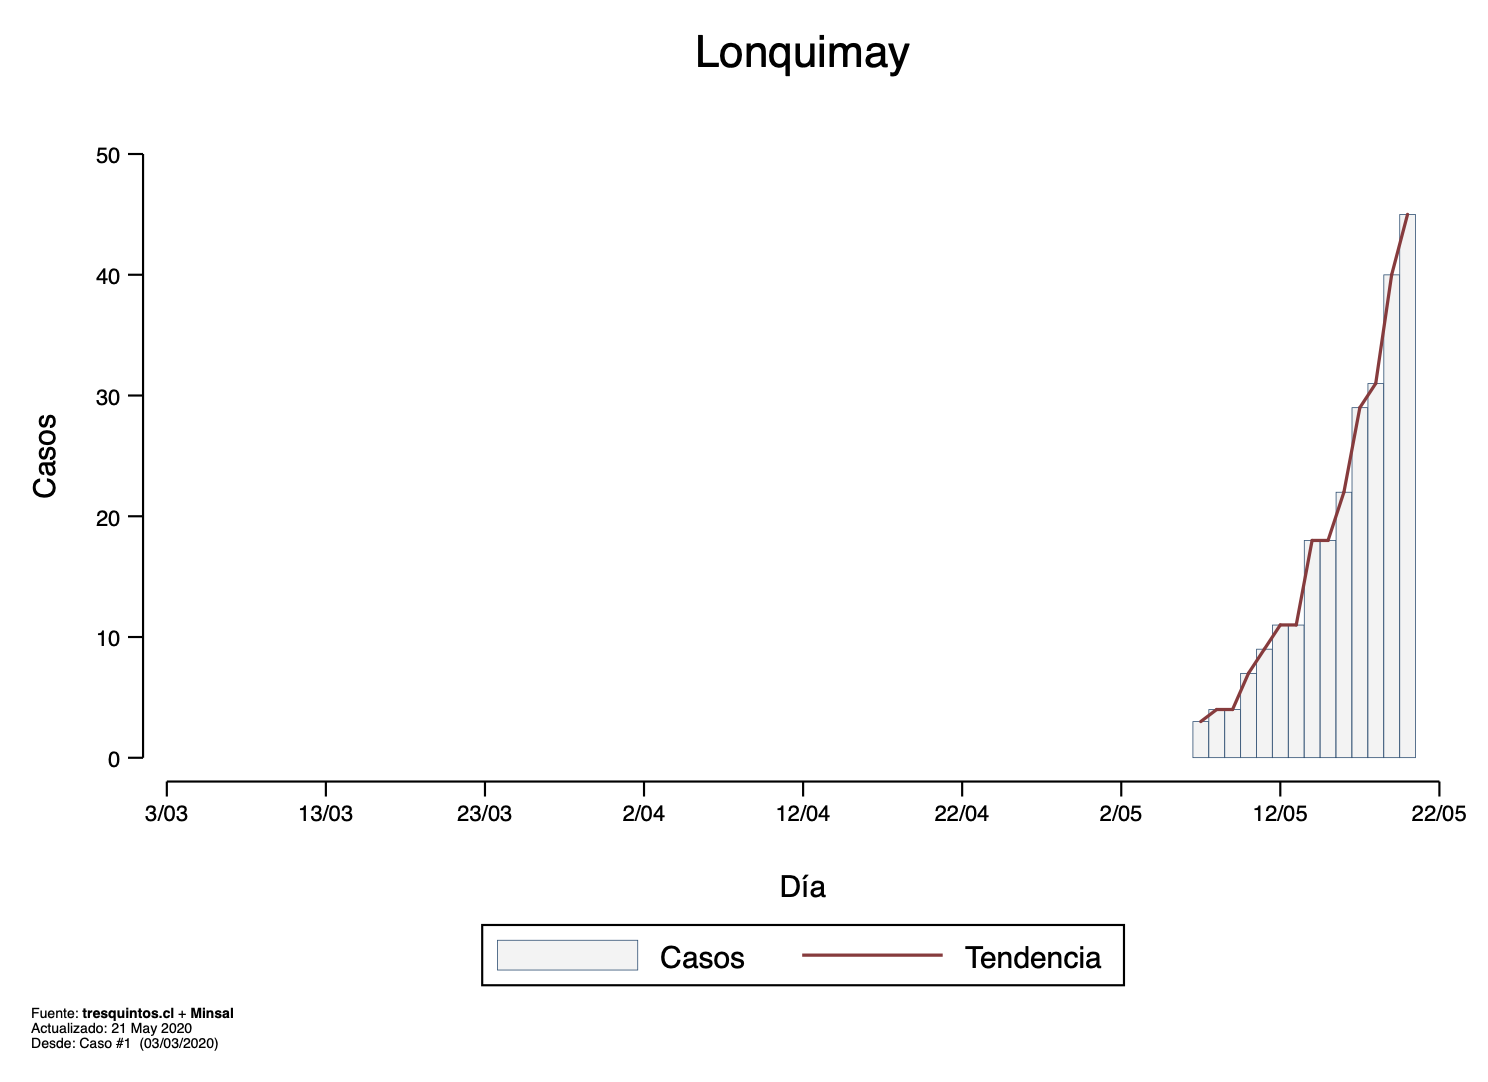 Lonquimay
50
40
30
20
10
0
Casos
3/03 13/03 23/03 2/04 12/04 22/04 2/05 12/05 22/05
Día
Casos Tendencia
Fuente: tresquintos.cl + Minsal
Actualizado: 21 May 2020
Desde: Caso #1 (03/03/2020)